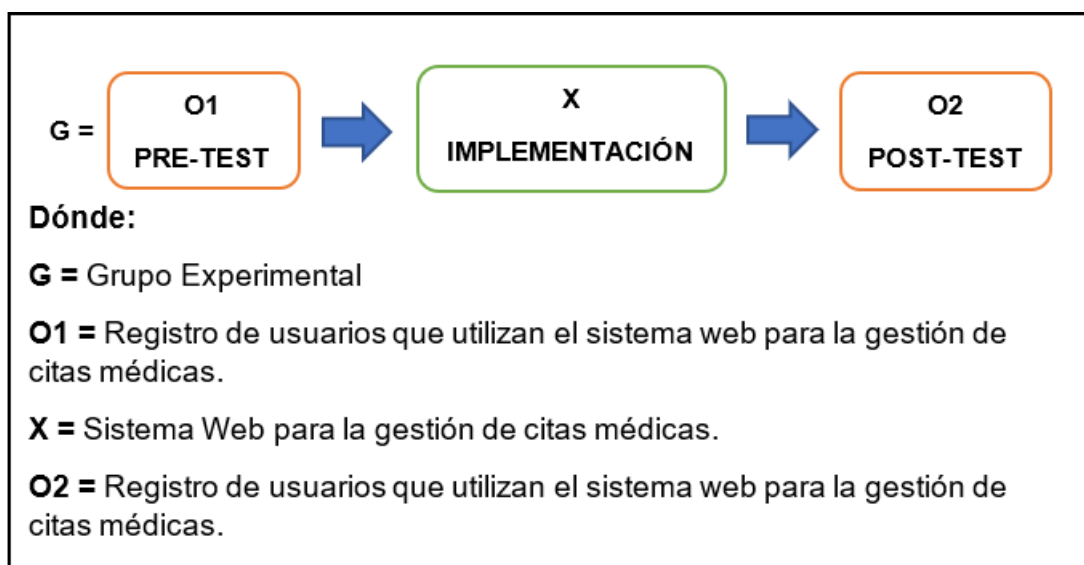 G =
O1
PRE-TEST
X
IMPLEMENTACIÓN
O2
POST-TEST
Dónde:
G = Grupo Experimental
O1 = Registro de usuarios que utilizan el sistema web para la gestión de
citas médicas.
X = Sistema Web para la gestión de citas médicas.
O2 = Registro de usuarios que utilizan el sistema web para la gestión de
citas médicas.